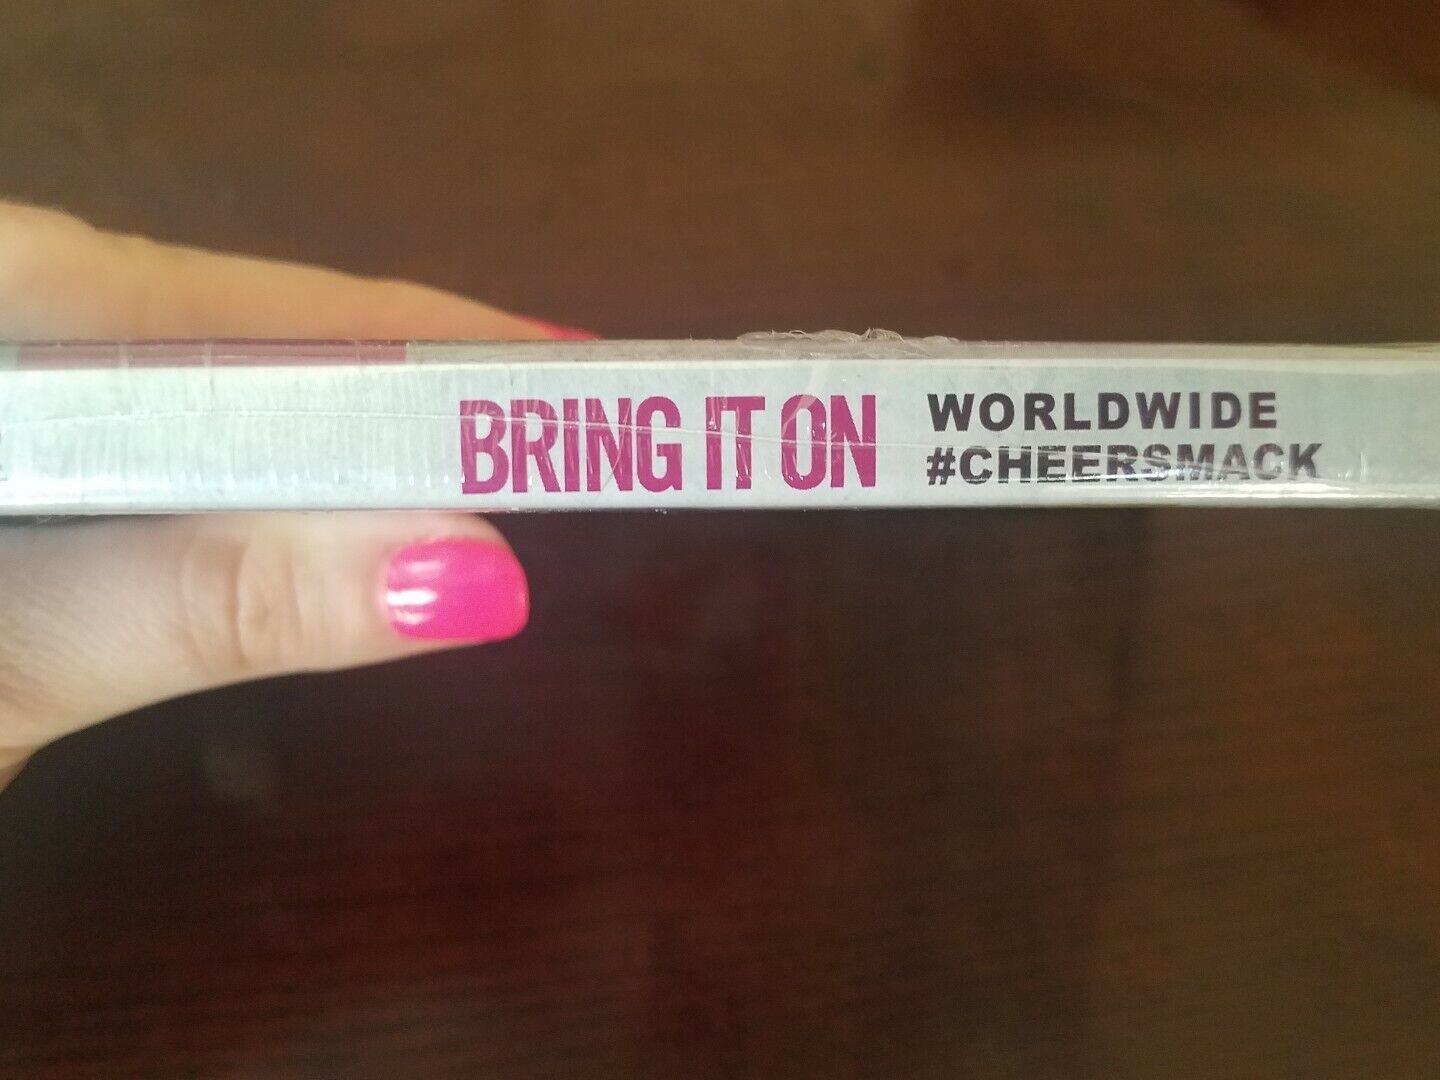 BRING IT ON
WORLDWIDE
#CHEERSMACK